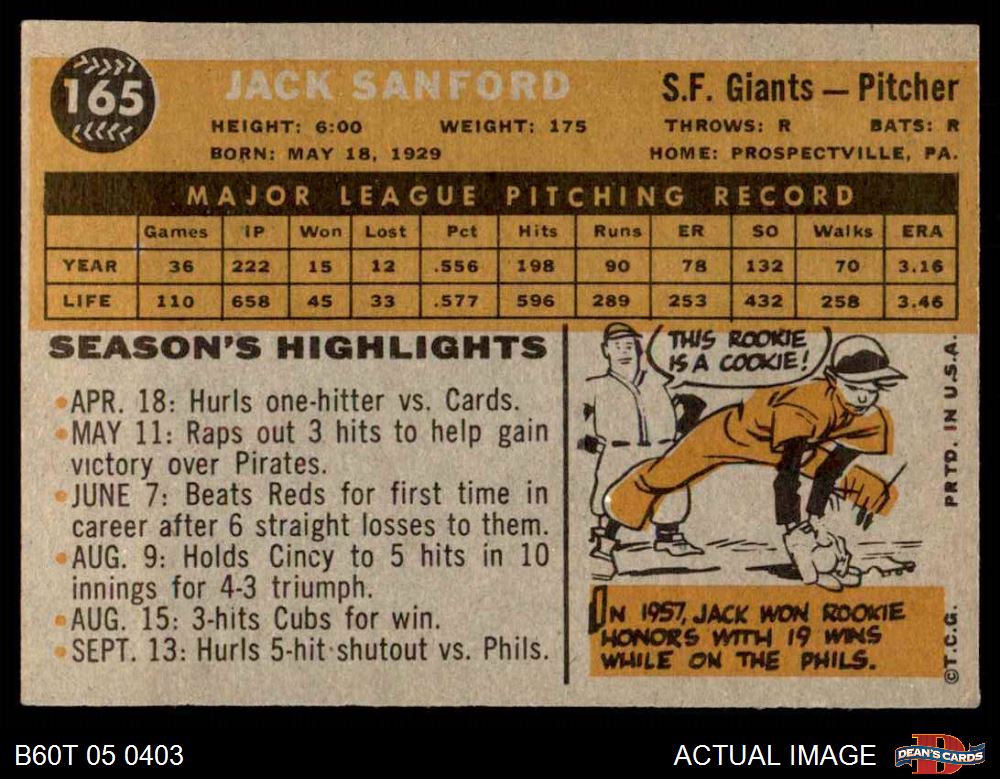 165
JACK SANFORD
S.F. Giants — Pitcher
HEIGHT: 6:00 WEIGHT: 175 THROWS: R BATS: R
BORN: MAY 18, 1929 HOME: PROSPECTVILLE, PA.
MAJOR LEAGUE PITCHING RECORD
Games IP Won Lost Pct Hits Runs ER SO Walks ERA
YEAR 36 222 15 12 .556 198 90 78 132 70 3.16
LIFE 110 658 45 33 .577 596 289 253 432 258 3.46
SEASON'S HIGHLIGHTS
•APR. 18: Hurls one-hitter vs. Cards.
•MAY 11: Raps out 3 hits to help gain
victory over Pirates.
•JUNE 7: Beats Reds for first time in
career after 6 straight losses to them.
•AUG. 9: Holds Cincy to 5 hits in 10
innings for 4-3 triumph.
•AUG. 15: 3-hits Cubs for win.
•SEPT. 13: Hurls 5-hit shutout vs. Phils.
THIS ROOKIE
IS A COOKIE!
IN 1957, JACK WON ROOKIE
HONORS WITH 19 WINS
WHILE ON THE PHILS.
©T.C.G. PRTD. IN U.S.A.
B60T 05 0403
ACTUAL IMAGE
DEAN'S CARDS